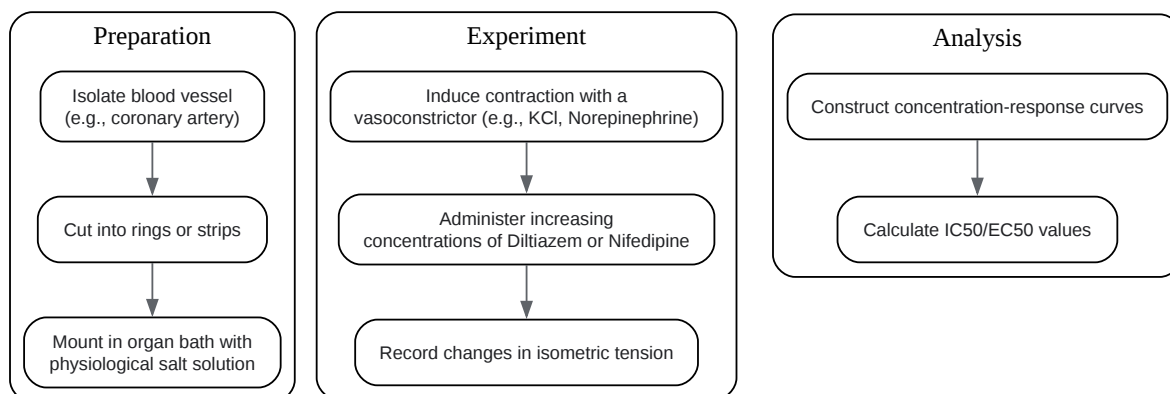 Preparation
Isolate blood vessel
(e.g., coronary artery)
Cut into rings or strips
Mount in organ bath with
physiological salt solution
Experiment
Induce contraction with a
vasoconstrictor (e.g., KCl, Norepinephrine)
Administer increasing
concentrations of Diltiazem or Nifedipine
Record changes in isometric tension
Analysis
Construct concentration-response curves
Calculate IC50/EC50 values